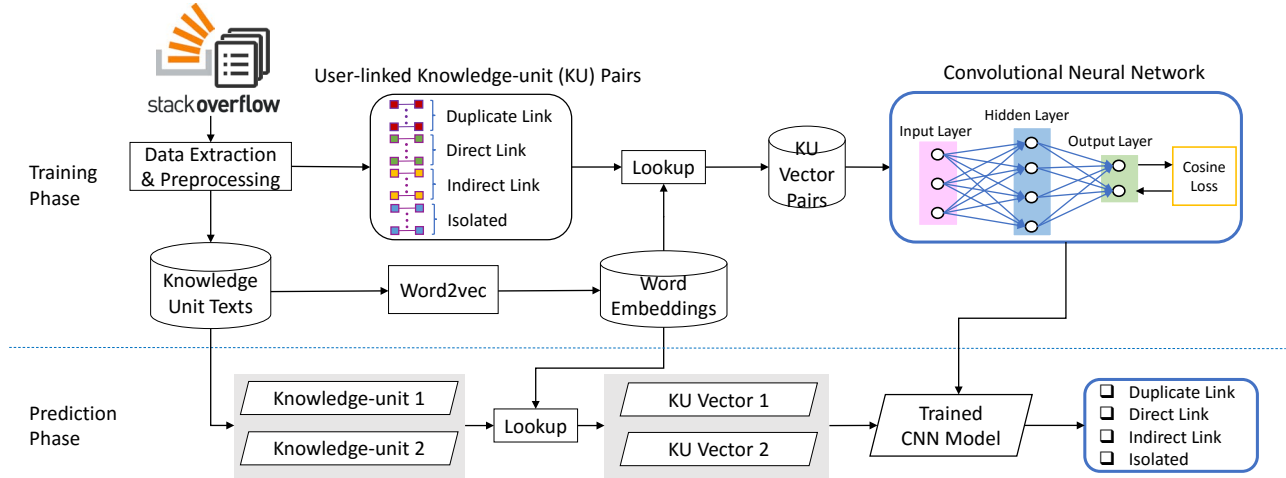 stackoverflow
User-linked Knowledge-unit (KU) Pairs
Convolutional Neural Network
Training
Phase
Data Extraction
& Preprocessing
Duplicate Link
Direct Link
Indirect Link
Isolated
Lookup
KU
Vector
Pairs
Input Layer
Hidden Layer
Output Layer
Cosine
Loss
Knowledge
Unit Texts
Word2vec
Word
Embeddings
Prediction
Phase
Knowledge-unit 1
Knowledge-unit 2
Lookup
KU Vector 1
KU Vector 2
Trained
CNN Model
Duplicate Link
Direct Link
Indirect Link
Isolated